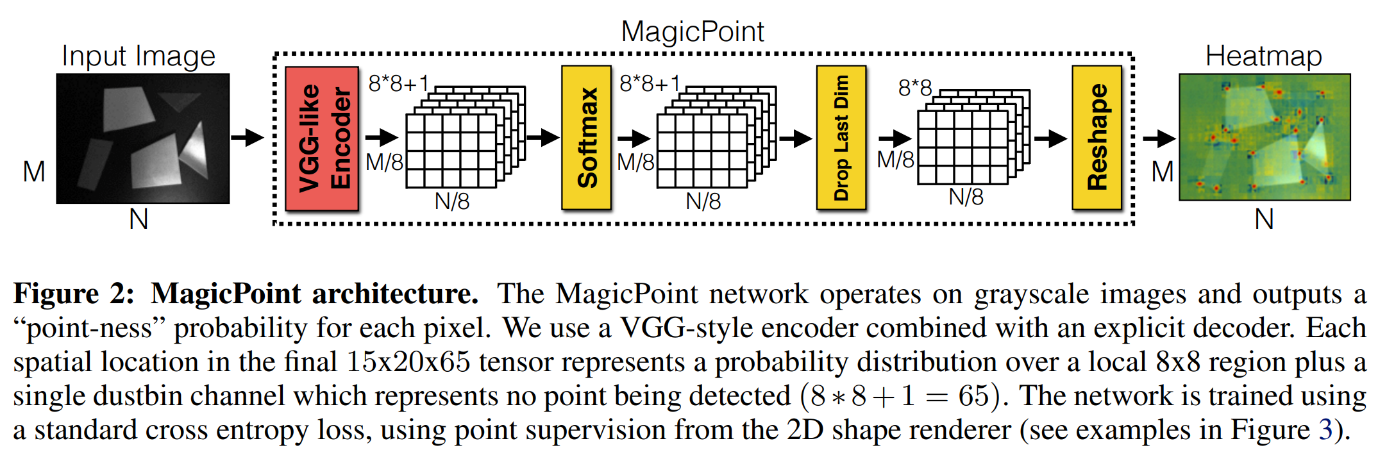 MagicPoint
Input Image
M
N
VGG-like
Encoder
8*8+1
M/8
N/8
Softmax
8*8+1
M/8
N/8
Drop Last Dim
8*8
M/8
N/8
Reshape
Heatmap
M
N
Figure 2: MagicPoint architecture. The MagicPoint network operates on grayscale images and outputs a
“point-ness” probability for each pixel. We use a VGG-style encoder combined with an explicit decoder. Each
spatial location in the final 15x20x65 tensor represents a probability distribution over a local 8x8 region plus a
single dustbin channel which represents no point being detected (8 ∗ 8 + 1 = 65). The network is trained using
a standard cross entropy loss, using point supervision from the 2D shape renderer (see examples in Figure 3).